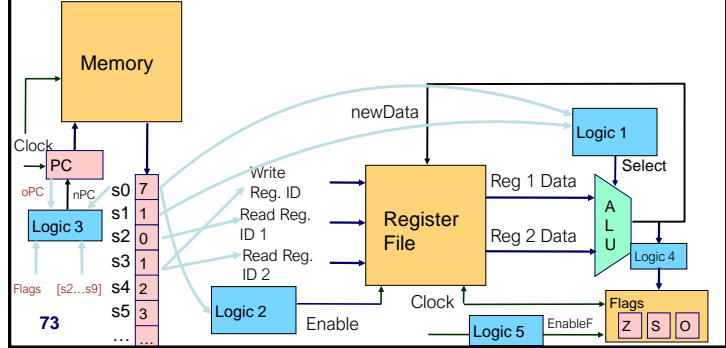 Memory
Clock
PC
oPC
nPC
Logic 3
Flags
[s2...s9]
73
s0 7
s1 1
s2 0
s3 1
s4 2
s5 3
... ...
Write
Reg. ID
Read Reg.
ID 1
Read Reg.
ID 2
Logic 2
Enable
newData
Register
File
Reg 1 Data
Reg 2 Data
Clock
Logic 1
Select
A
L
U
Logic 4
Flags
Z S O
Logic 5
EnableF